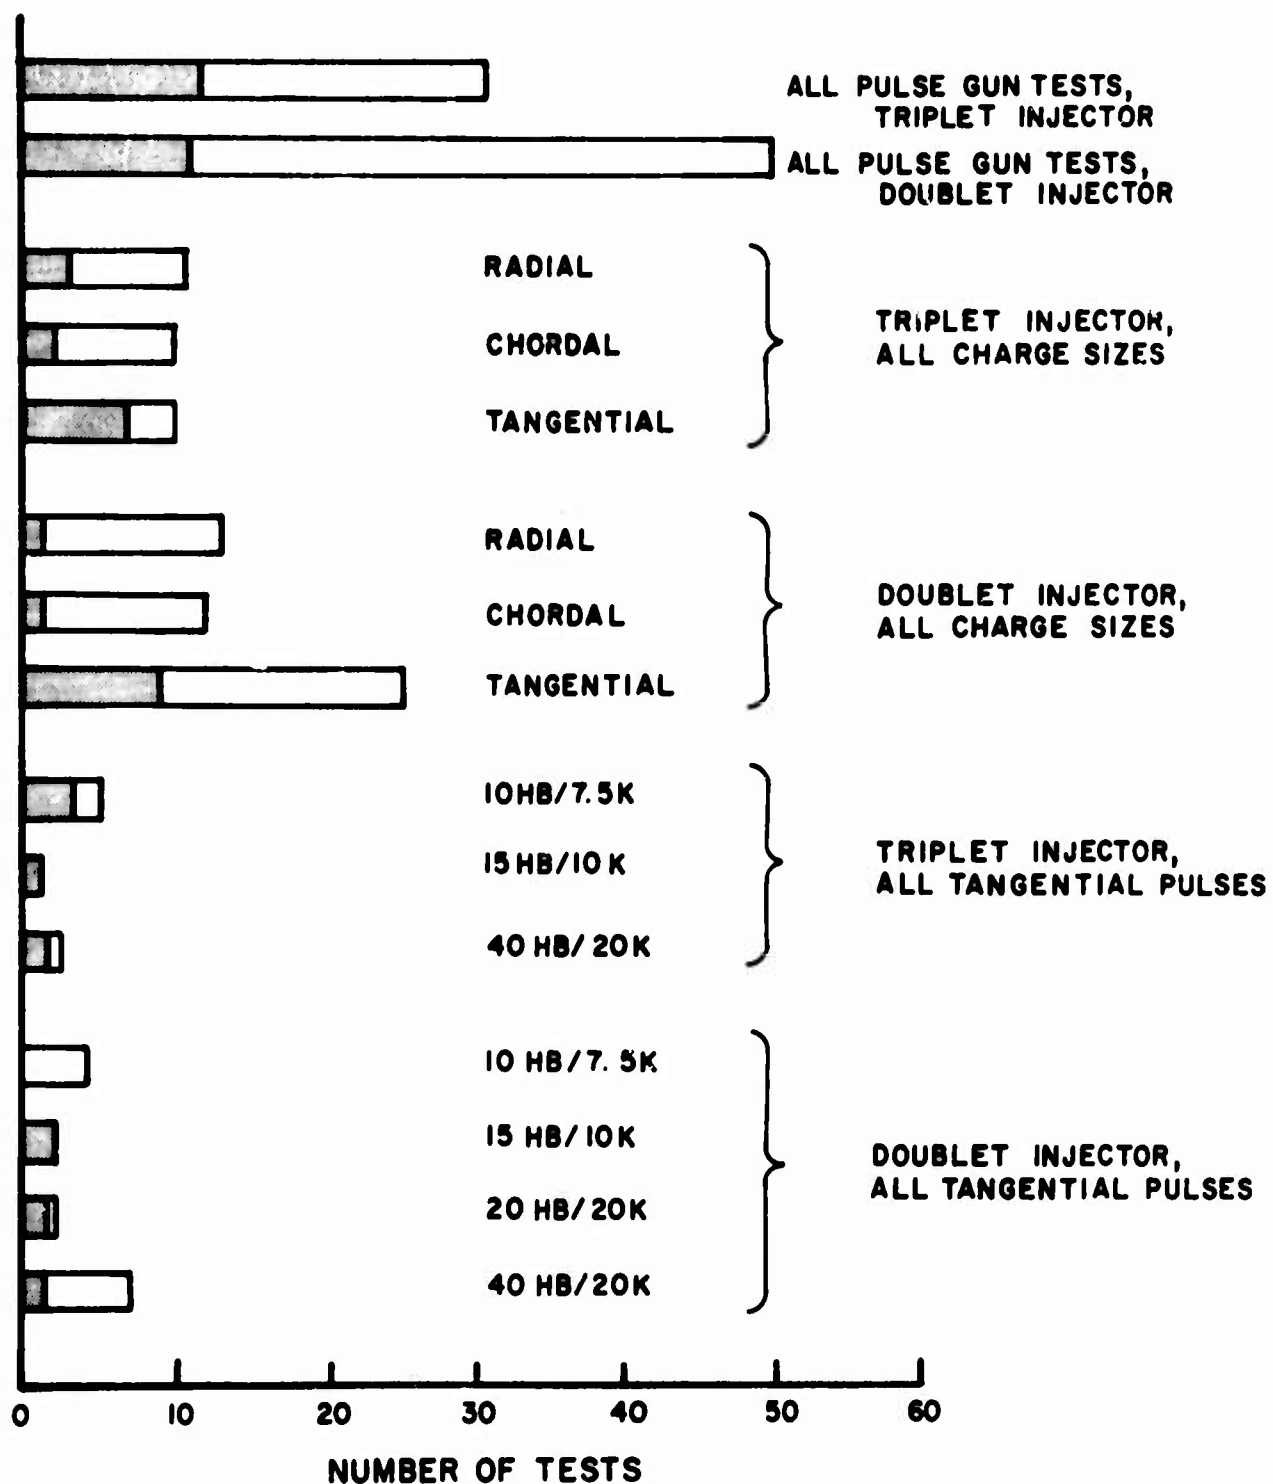 ALL PULSE GUN TESTS,
TRIPLET INJECTOR
ALL PULSE GUN TESTS,
DOUBLET INJECTOR
RADIAL
CHORDAL
TANGENTIAL
TRIPLET INJECTOR,
ALL CHARGE SIZES
RADIAL
CHORDAL
TANGENTIAL
DOUBLET INJECTOR,
ALL CHARGE SIZES
10HB/7.5K
15HB/10K
40HB/20K
TRIPLET INJECTOR,
ALL TANGENTIAL PULSES
10 HB/7.5K
15 HB/10K
20 HB/20K
40 HB/20K
DOUBLET INJECTOR,
ALL TANGENTIAL PULSES
0 10 20 30 40 50 60
NUMBER OF TESTS